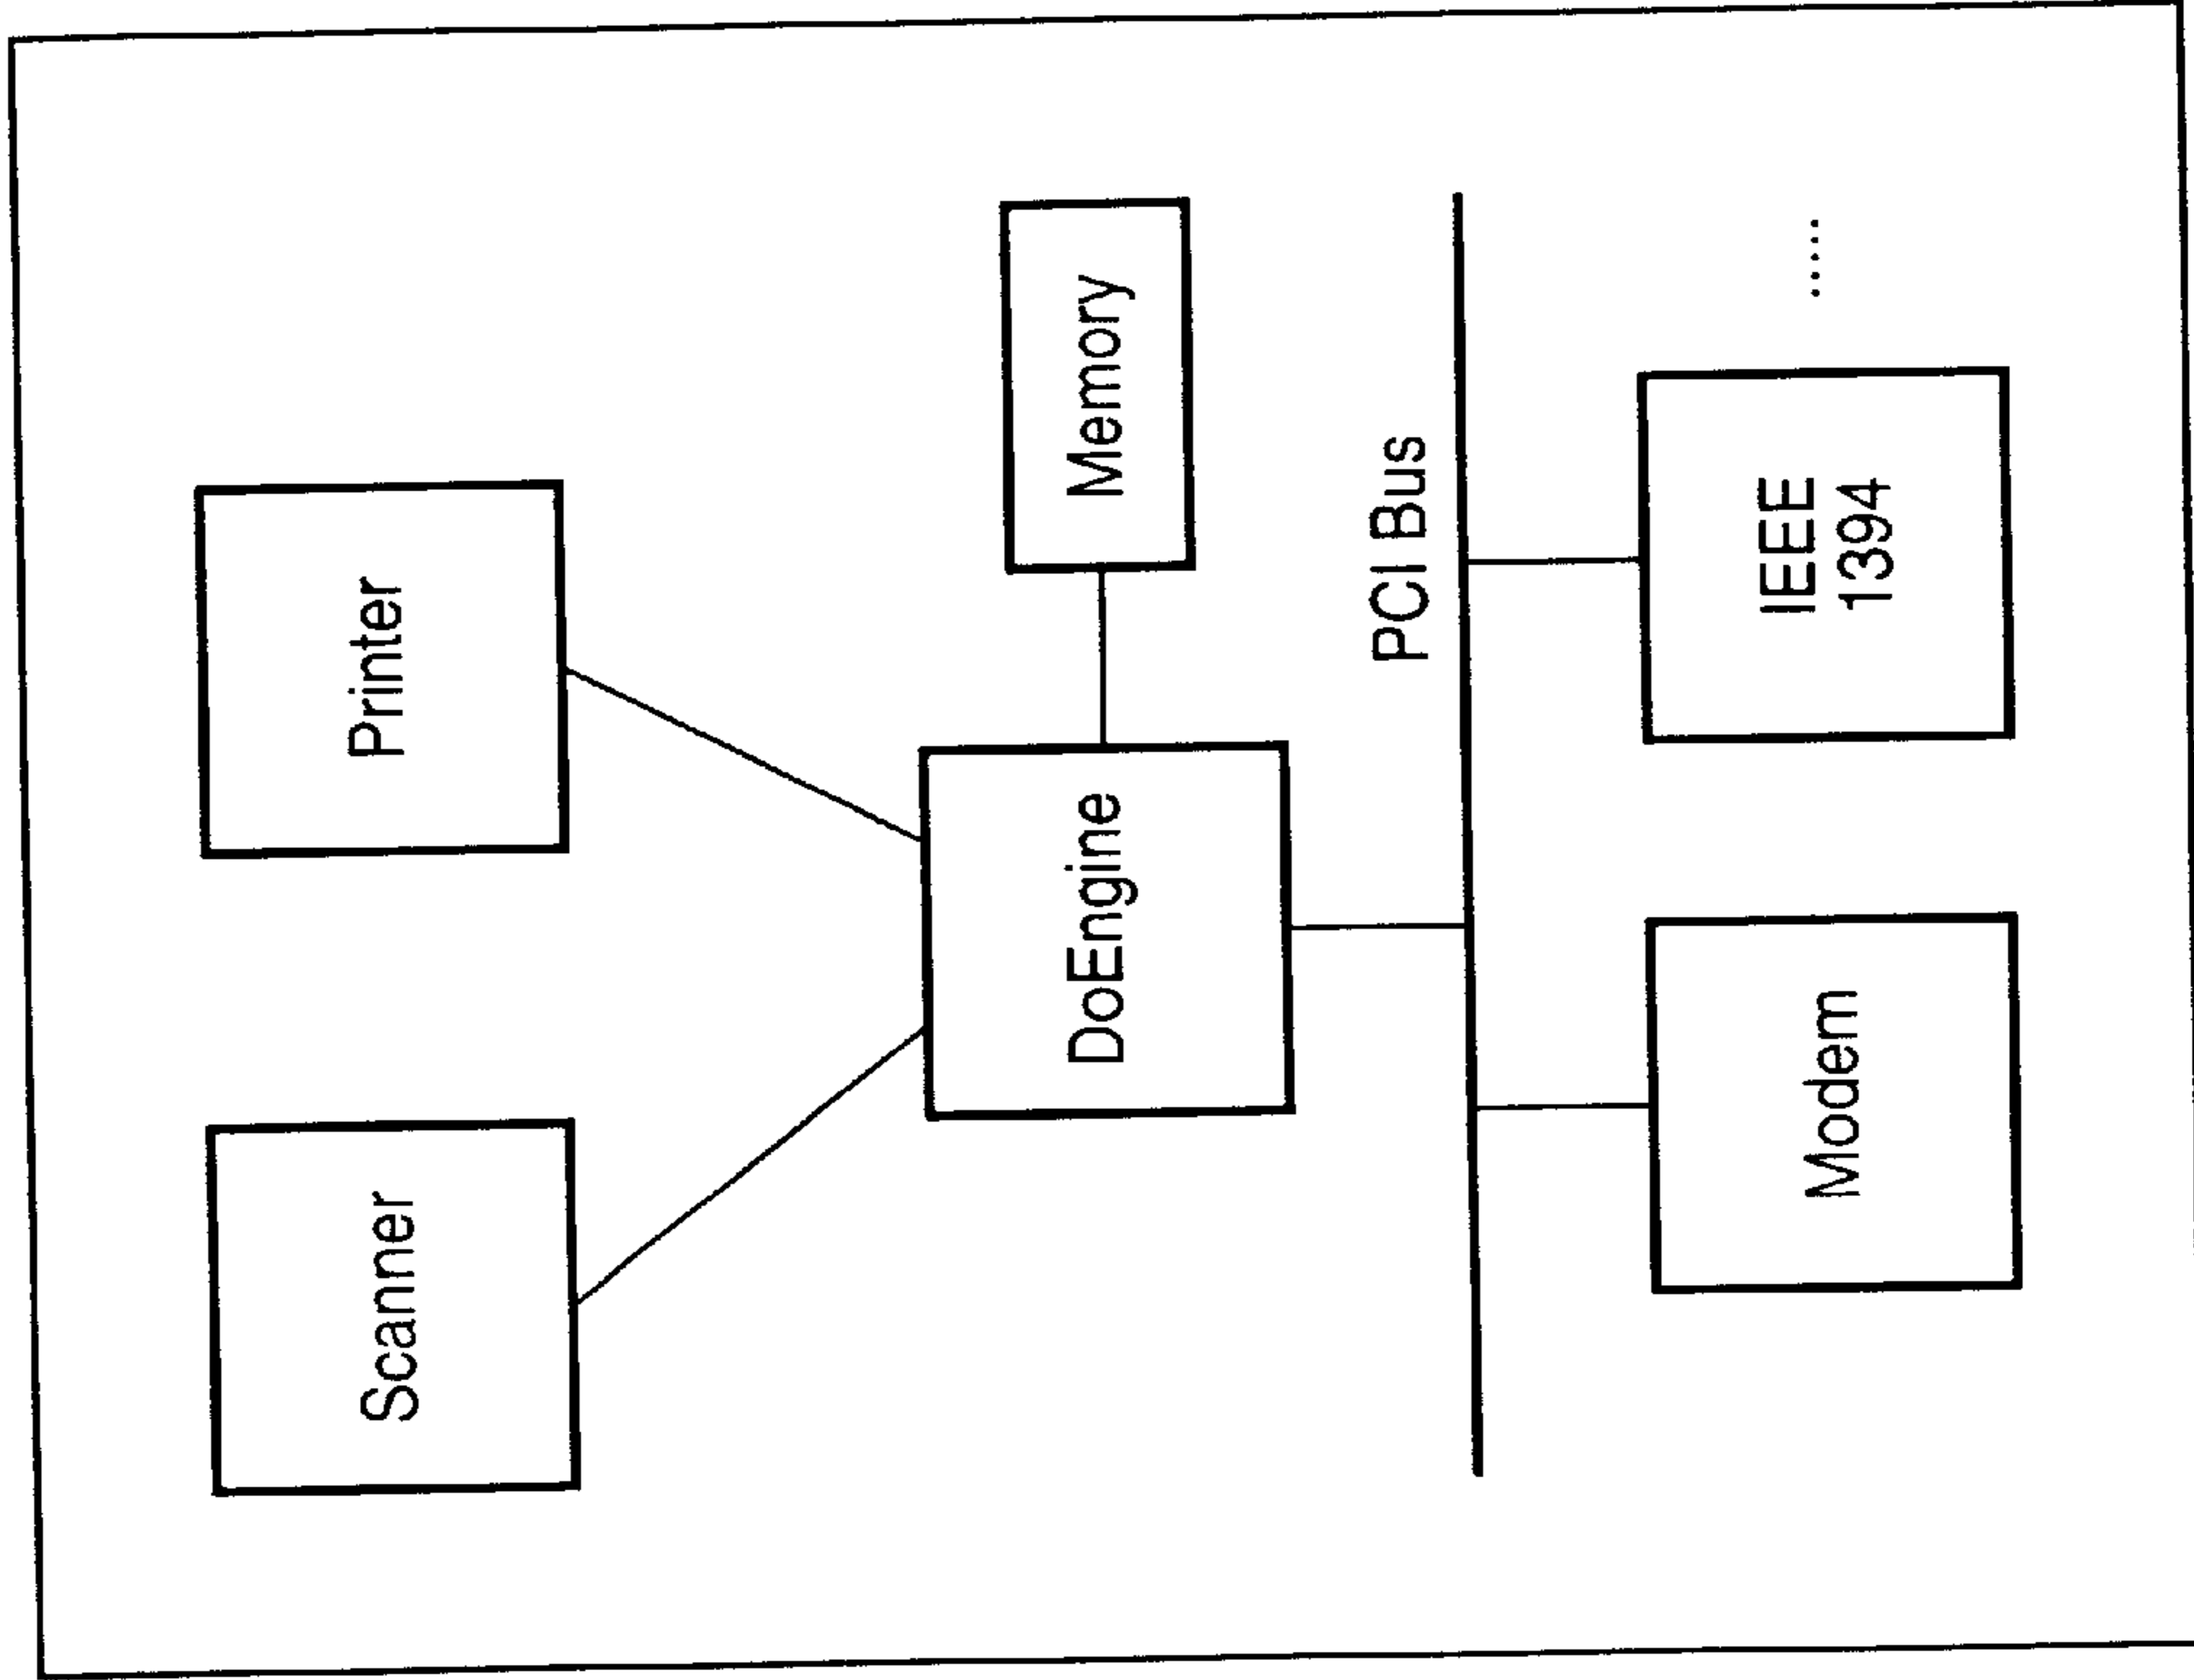 Scanner
Printer
DoEngine
Memory
PCI Bus
Modem
IEEE
1394
.....